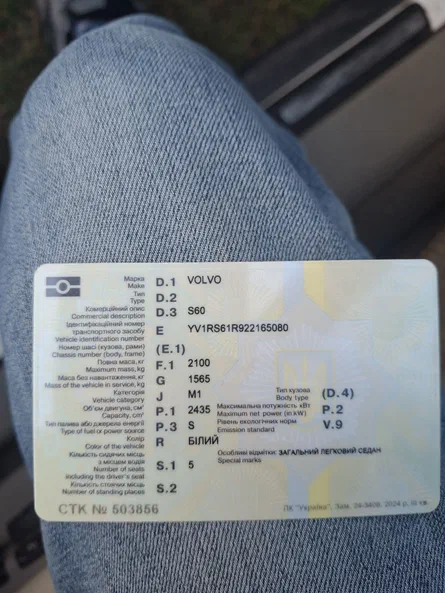 Марка
Make D.1 VOLVO
Тип
Type D.2
Комерційний опис
Commercial description D.3 S60
Ідентифікаційний номер
транспортного засобу E YV1RS61R922165080
Vehicle identification number
Номер шасі (кузова, рами) (E.1)
Chassis number (body, frame)
Повна маса, кг F.1 2100
Maximum mass, kg
Маса без навантаження, кг G 1565
Mass of the vehicle in service, kg
Категорія Тип кузова
Vehicle category J M1 Body type (D.4)
Об'єм двигуна, см³ P.1 2435 Максимальна потужність кВт P.2
Capacity, cm³ Maximum net power (in kW)
Тип палива або джерела енергії P.3 S Рівень екологічних норм V.9
Type of fuel or power source Emission standard
Колір R БІЛИЙ
Color of the vehicle
Кількість сидячих місць Особливі відмітки: ЗАГАЛЬНИЙ ЛЕГКОВИЙ СЕДАН
з місцем водія S.1 5 Special marks
Number of seats
including the driver's seat
Кількість стоячих місць S.2
Number of standing places
СТК № 503856 2024 р.